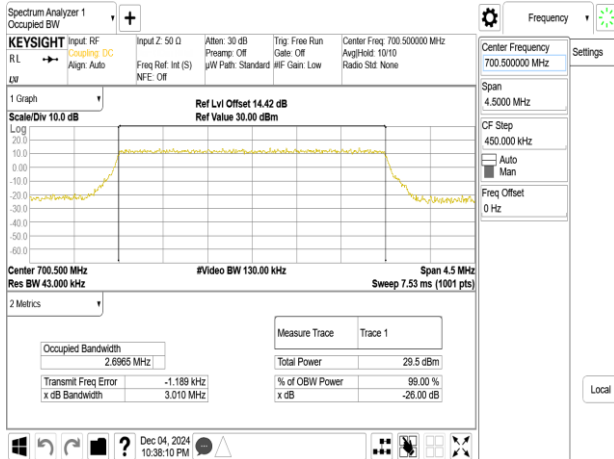 Spectrum Analyzer 1
Occupied BW
Frequency
KEYSIGHT
RL
LXI
Input: RF
Coupling: DC
Align: Auto
Input Z: 50 Ω
Freq Ref: Int (S)
NFE: Off
Atten: 30 dB
Preamp: Off
µW Path: Standard
Trig: Free Run
Gate: Off
#IF Gain: Low
Center Freq: 700.500000 MHz
Avg|Hold: 10/10
Radio Std: None
Center Frequency
700.500000 MHz
Settings
Span
4.5000 MHz
CF Step
450.000 kHz
Auto
Man
Freq Offset
0 Hz
Local
1 Graph
Scale/Div 10.0 dB
Ref Lvl Offset 14.42 dB
Ref Value 30.00 dBm
Log
20.0
10.0
0.00
-10.0
-20.0
-30.0
-40.0
-50.0
-60.0
Center 700.500 MHz
#Video BW 130.00 kHz
Span 4.5 MHz
Res BW 43.000 kHz
Sweep 7.53 ms (1001 pts)
2 Metrics
Measure Trace
Trace 1
Occupied Bandwidth
2.6965 MHz
Total Power
29.5 dBm
Transmit Freq Error
-1.189 kHz
% of OBW Power
99.00 %
x dB Bandwidth
3.010 MHz
x dB
-26.00 dB
?
Dec 04, 2024
10:38:10 PM